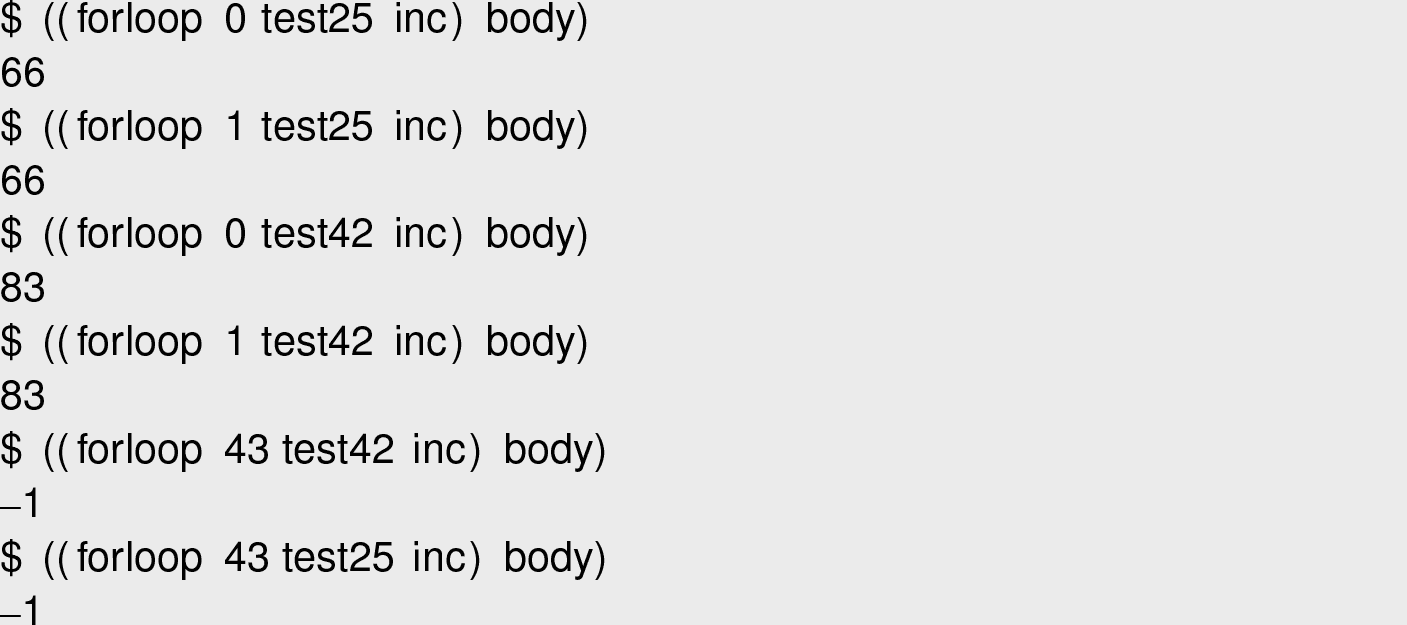 $ ((forloop 0 test25 inc) body)
66
$ ((forloop 1 test25 inc) body)
66
$ ((forloop 0 test42 inc) body)
83
$ ((forloop 1 test42 inc) body)
83
$ ((forloop 43 test42 inc) body)
–1
$ ((forloop 43 test25 inc) body)
–1